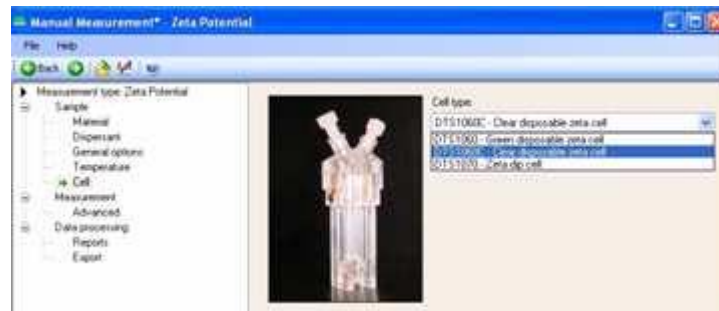 Manual Measurement* - Zeta Potential
File Help
Back
Measurement type: Zeta Potential
Sample
Material
Dispersant
General options
Temperature
Cell
Measurement
Advanced
Data processing
Reports
Export
Cell type:
DTS1060C - Clear disposable zeta cell
DTS1060 - Green disposable zeta cell
DTS1060C - Clear disposable zeta cell
DTS1070 - Zeta dip cell